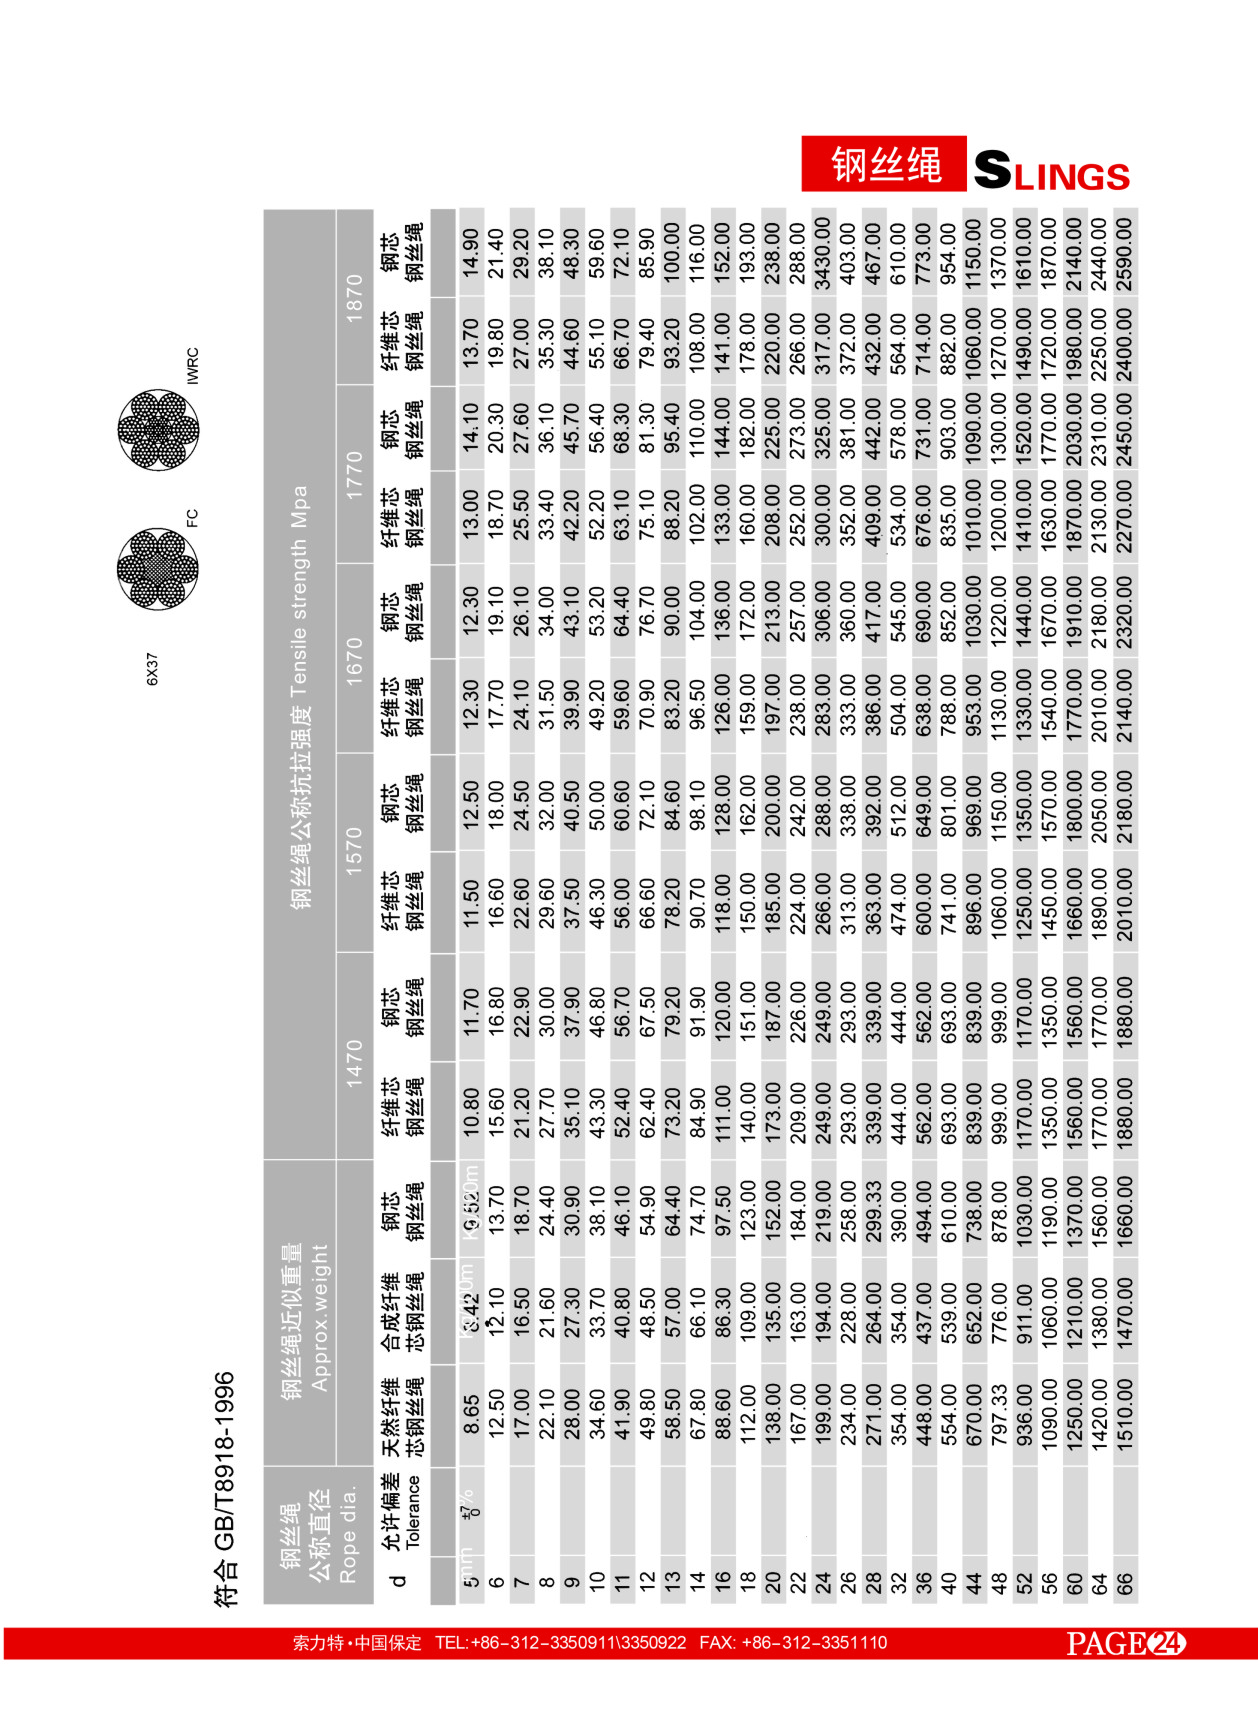 钢丝绳 SLINGS
6X37 FC IWRC
符合 GB/T8918-1996
钢丝绳公称直径 Rope dia. 钢丝绳近似重量 Approx.weight 钢丝绳公称抗拉强度 Tensile strength Mpa
1470 1570 1670 1770 1870
d 允许偏差 Tolerance 天然纤维芯钢丝绳 合成纤维芯钢丝绳 钢芯钢丝绳 纤维芯钢丝绳 钢芯钢丝绳 纤维芯钢丝绳 钢芯钢丝绳 纤维芯钢丝绳 钢芯钢丝绳 纤维芯钢丝绳 钢芯钢丝绳 纤维芯钢丝绳 钢芯钢丝绳
mm % Kg/100m Kg/100m
5 ±7 0 8.65 8.42 9.52 10.80 11.70 11.50 12.50 12.30 12.30 13.00 14.10 13.70 14.90
6 12.50 12.10 13.70 15.60 16.80 16.60 18.00 17.70 19.10 18.70 20.30 19.80 21.40
7 17.00 16.50 18.70 21.20 22.90 22.60 24.50 24.10 26.10 25.50 27.60 27.00 29.20
8 22.10 21.60 24.40 27.70 30.00 29.60 32.00 31.50 34.00 33.40 36.10 35.30 38.10
9 28.00 27.30 30.90 35.10 37.90 37.50 40.50 39.90 43.10 42.20 45.70 44.60 48.30
10 34.60 33.70 38.10 43.30 46.80 46.30 50.00 49.20 53.20 52.20 56.40 55.10 59.60
11 41.90 40.80 46.10 52.40 56.70 56.00 60.60 59.60 64.40 63.10 68.30 66.70 72.10
12 49.80 48.50 54.90 62.40 67.50 66.60 72.10 70.90 76.70 75.10 81.30 79.40 85.90
13 58.50 57.00 64.40 73.20 79.20 78.20 84.60 83.20 90.00 88.20 95.40 93.20 100.00
14 67.80 66.10 74.70 84.90 91.90 90.70 98.10 96.50 104.00 102.00 110.00 108.00 116.00
16 88.60 86.30 97.50 111.00 120.00 118.00 128.00 126.00 136.00 133.00 144.00 141.00 152.00
18 112.00 109.00 123.00 140.00 151.00 150.00 162.00 159.00 172.00 160.00 182.00 178.00 193.00
20 138.00 135.00 152.00 173.00 187.00 185.00 200.00 197.00 213.00 208.00 225.00 220.00 238.00
22 167.00 163.00 184.00 209.00 226.00 224.00 242.00 238.00 257.00 252.00 273.00 266.00 288.00
24 199.00 194.00 219.00 249.00 249.00 266.00 288.00 283.00 306.00 300.00 325.00 317.00 3430.00
26 234.00 228.00 258.00 293.00 293.00 313.00 338.00 333.00 360.00 352.00 381.00 372.00 403.00
28 271.00 264.00 299.33 339.00 339.00 363.00 392.00 386.00 417.00 409.00 442.00 432.00 467.00
32 354.00 354.00 390.00 444.00 444.00 474.00 512.00 504.00 545.00 534.00 578.00 564.00 610.00
36 448.00 437.00 494.00 562.00 562.00 600.00 649.00 638.00 690.00 676.00 731.00 714.00 773.00
40 554.00 539.00 610.00 693.00 693.00 741.00 801.00 788.00 852.00 835.00 903.00 882.00 954.00
44 670.00 652.00 738.00 839.00 839.00 896.00 969.00 953.00 1030.00 1010.00 1090.00 1060.00 1150.00
48 797.33 776.00 878.00 999.00 999.00 1060.00 1150.00 1130.00 1220.00 1200.00 1300.00 1270.00 1370.00
52 936.00 911.00 1030.00 1170.00 1170.00 1250.00 1350.00 1330.00 1440.00 1410.00 1520.00 1490.00 1610.00
56 1090.00 1060.00 1190.00 1350.00 1350.00 1450.00 1570.00 1540.00 1670.00 1630.00 1770.00 1720.00 1870.00
60 1250.00 1210.00 1370.00 1560.00 1560.00 1660.00 1800.00 1770.00 1910.00 1870.00 2030.00 1980.00 2140.00
64 1420.00 1380.00 1560.00 1770.00 1770.00 1890.00 2050.00 2010.00 2180.00 2130.00 2310.00 2250.00 2440.00
66 1510.00 1470.00 1660.00 1880.00 1880.00 2010.00 2180.00 2140.00 2320.00 2270.00 2450.00 2400.00 2590.00
索力特·中国保定 TEL:+86-312-3350911\3350922 FAX: +86-312-3351110 PAGE24